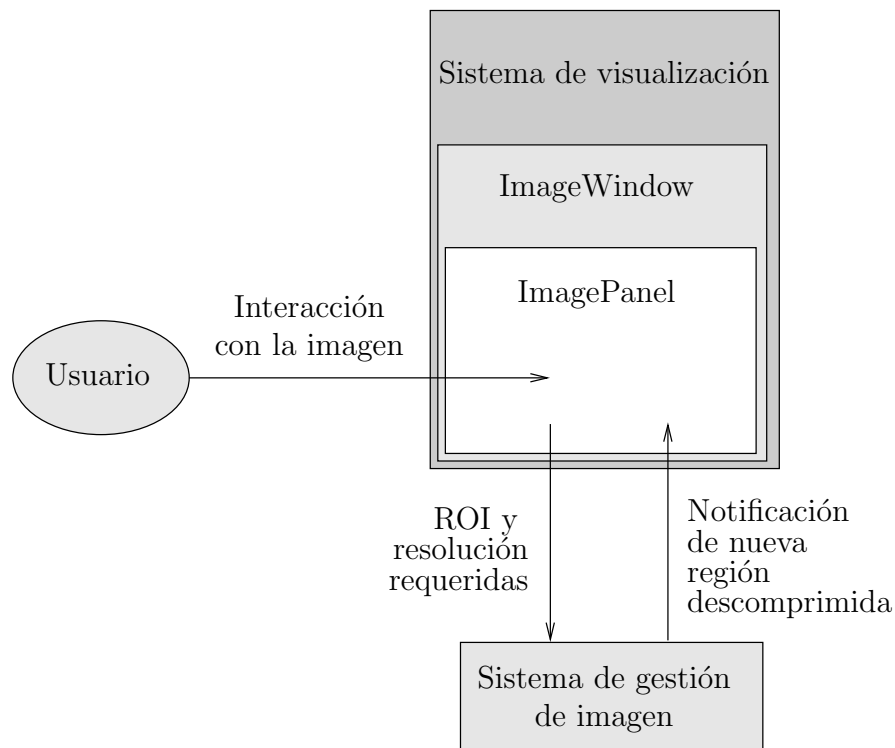 Sistema de visualización
ImageWindow
ImagePanel
Interacción
con la imagen
Usuario
ROI y
resolución
requeridas
Notificación
de nueva
región
descomprimida
Sistema de gestión
de imagen